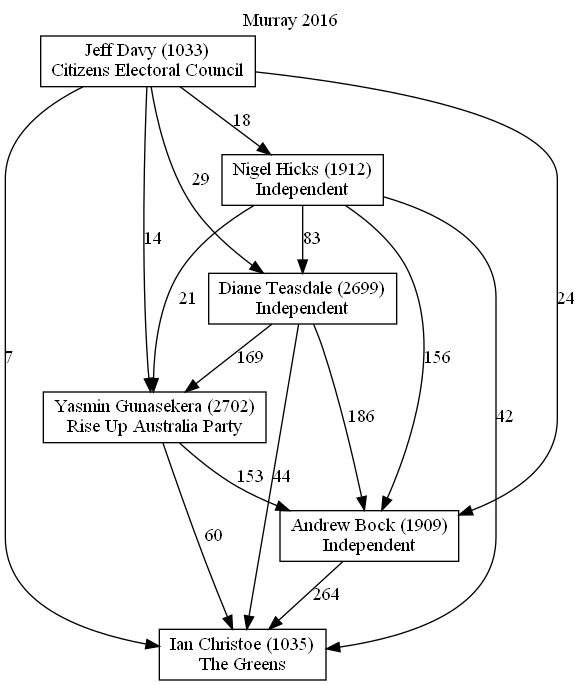 Murray 2016
Jeff Davy (1033)
Citizens Electoral Council
18
Nigel Hicks (1912)
Independent
29
14
83
Diane Teasdale (2699)
Independent
21
24
7
169
156
Yasmin Gunasekera (2702)
Rise Up Australia Party
186
42
153
44
Andrew Bock (1909)
Independent
60
264
Ian Christoe (1035)
The Greens